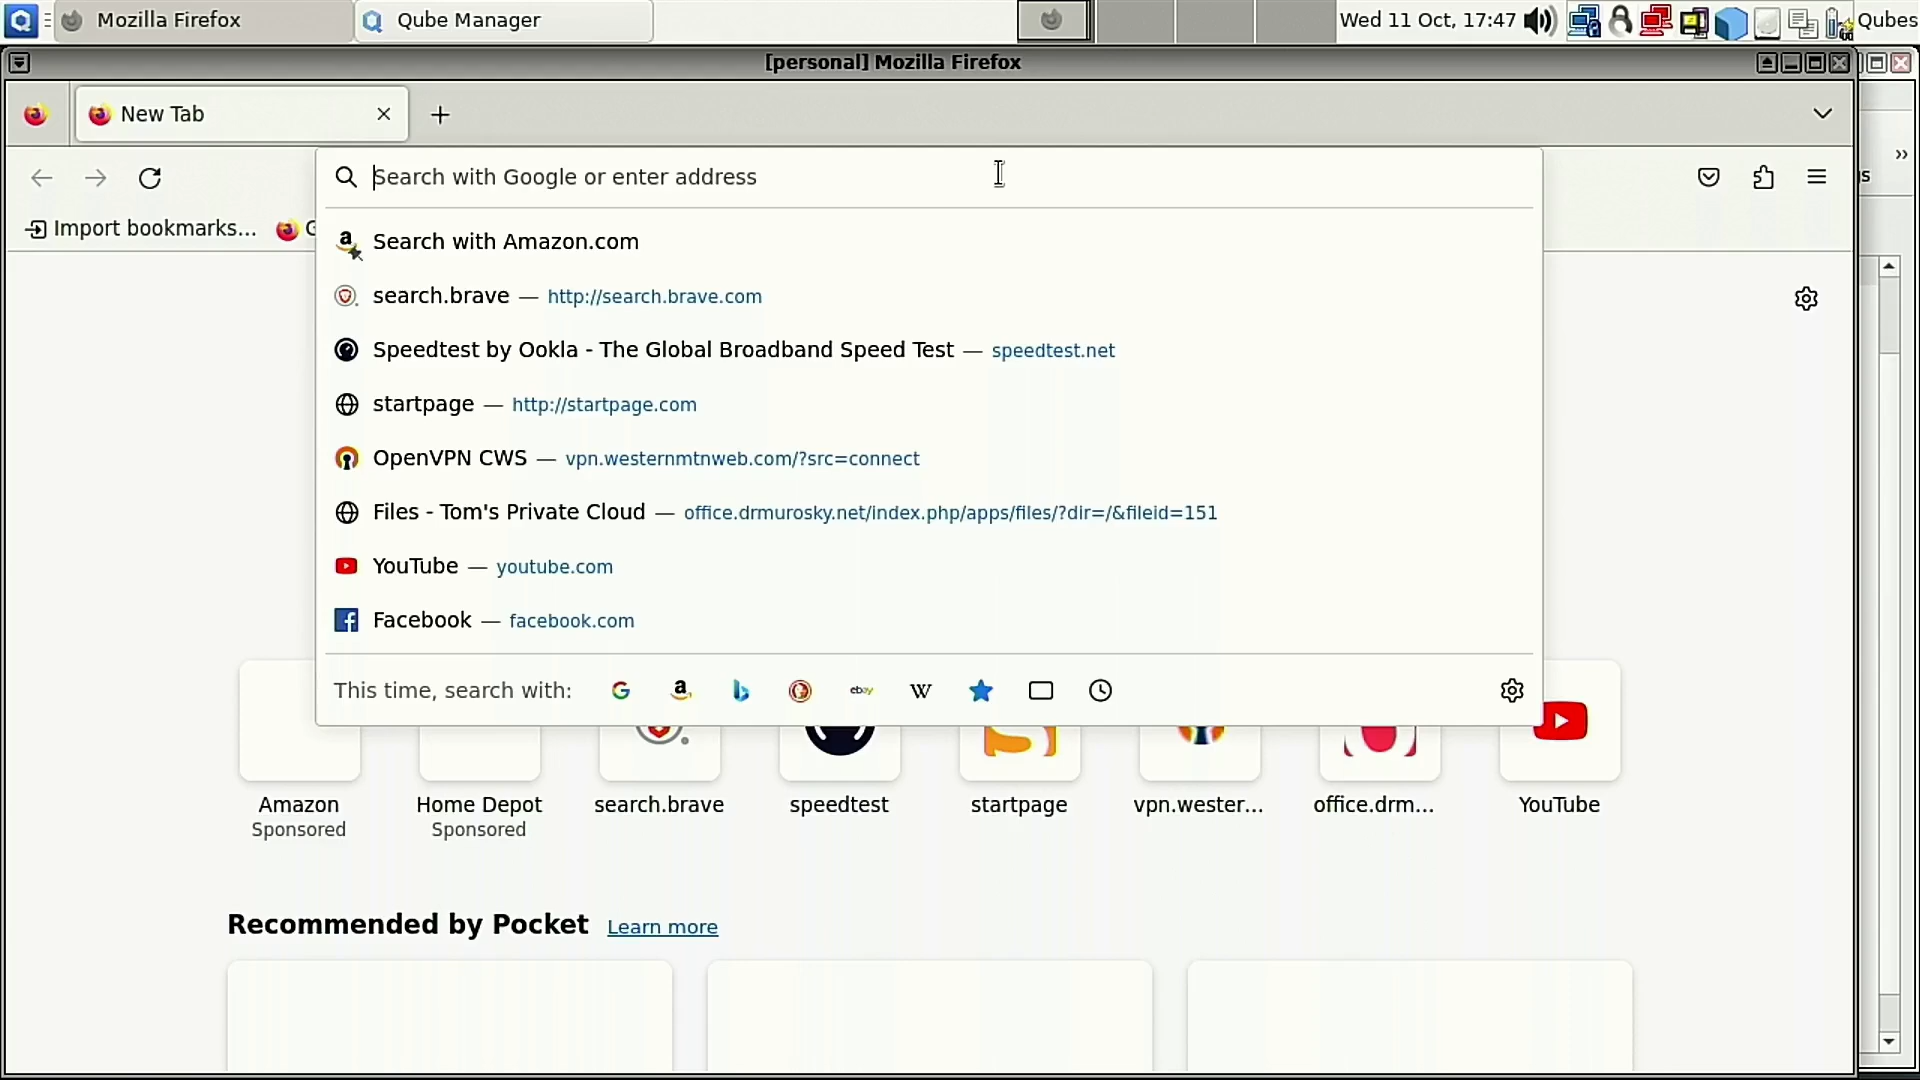 Mozilla Firefox
Qube Manager
Wed 11 Oct, 17:47
Qubes
[personal] Mozilla Firefox
New Tab
Search with Google or enter address
Import bookmarks...
G
s
a Search with Amazon.com
search.brave — http://search.brave.com
Speedtest by Ookla - The Global Broadband Speed Test — speedtest.net
startpage — http://startpage.com
OpenVPN CWS — vpn.westernmtnweb.com/?src=connect
Files - Tom's Private Cloud — office.drmurosky.net/index.php/apps/files/?dir=/&fileid=151
YouTube — youtube.com
Facebook — facebook.com
This time, search with: G a b ebay W
Amazon
Sponsored
Home Depot
Sponsored
search.brave
speedtest
startpage
vpn.wester...
office.drm...
YouTube
Recommended by Pocket Learn more